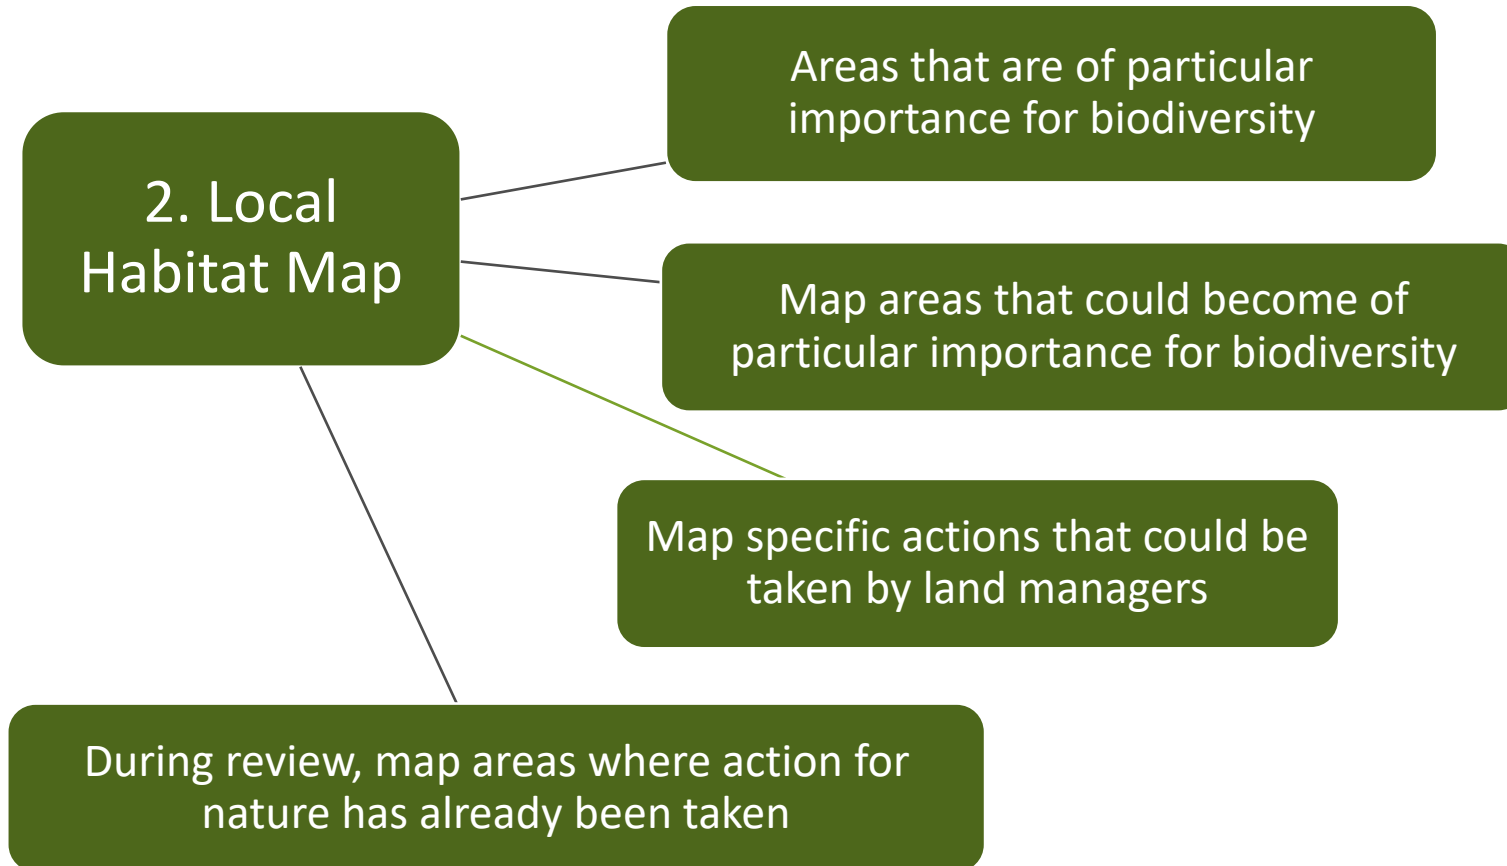 2. Local
Habitat Map
Areas that are of particular
importance for biodiversity
Map areas that could become of
particular importance for biodiversity
Map specific actions that could be
taken by land managers
During review, map areas where action for
nature has already been taken